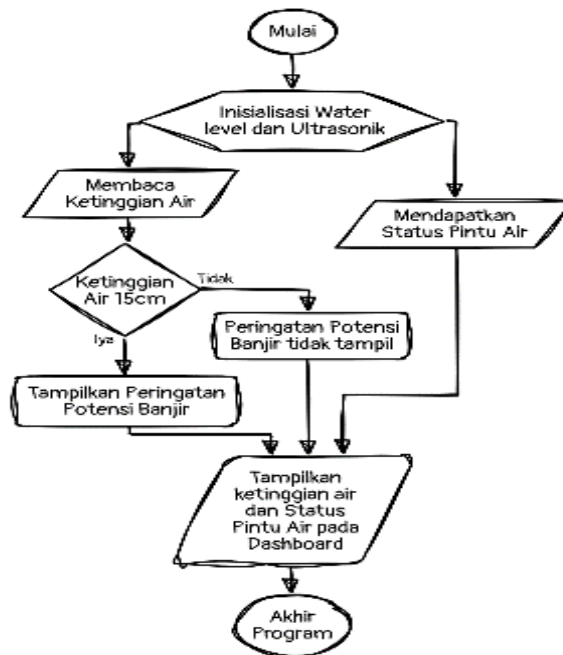 Mulai
Inisialisasi Water
level dan Ultrasonik
Membaca
Ketinggian Air
Mendapatkan
Status Pintu Air
Ketinggian
Air 15cm
Tidak
Iya
Peringatan Potensi
Banjir tidak tampil
Tampilkan Peringatan
Potensi Banjir
Tampilkan
ketinggian air
dan Status
Pintu Air pada
Dashboard
Akhir
Program